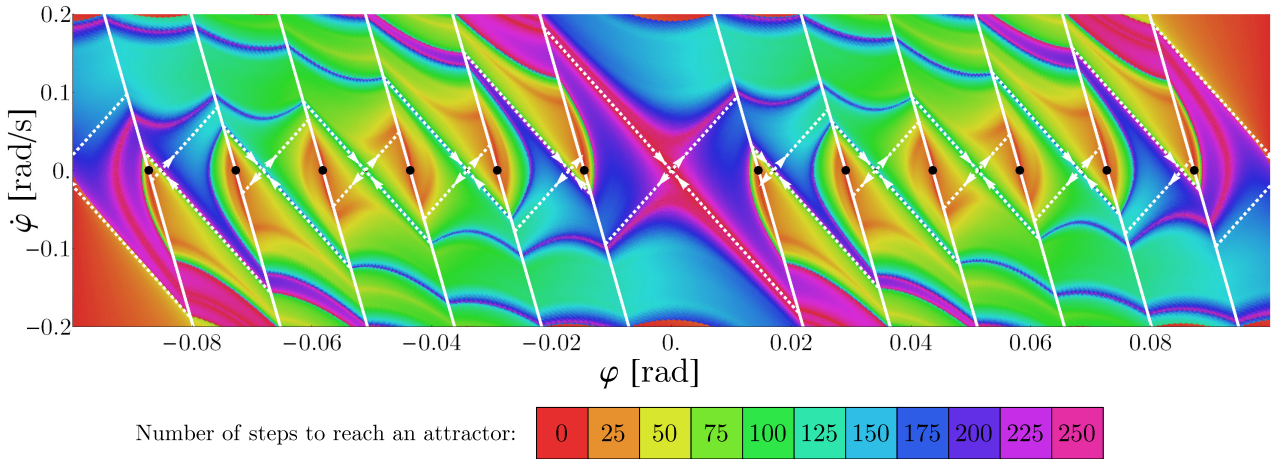 0.2
0.1
0.
−0.1
−0.2
φ̇ [rad/s]
−0.08 −0.06 −0.04 −0.02 0. 0.02 0.04 0.06 0.08
φ [rad]
Number of steps to reach an attractor: 0 25 50 75 100 125 150 175 200 225 250